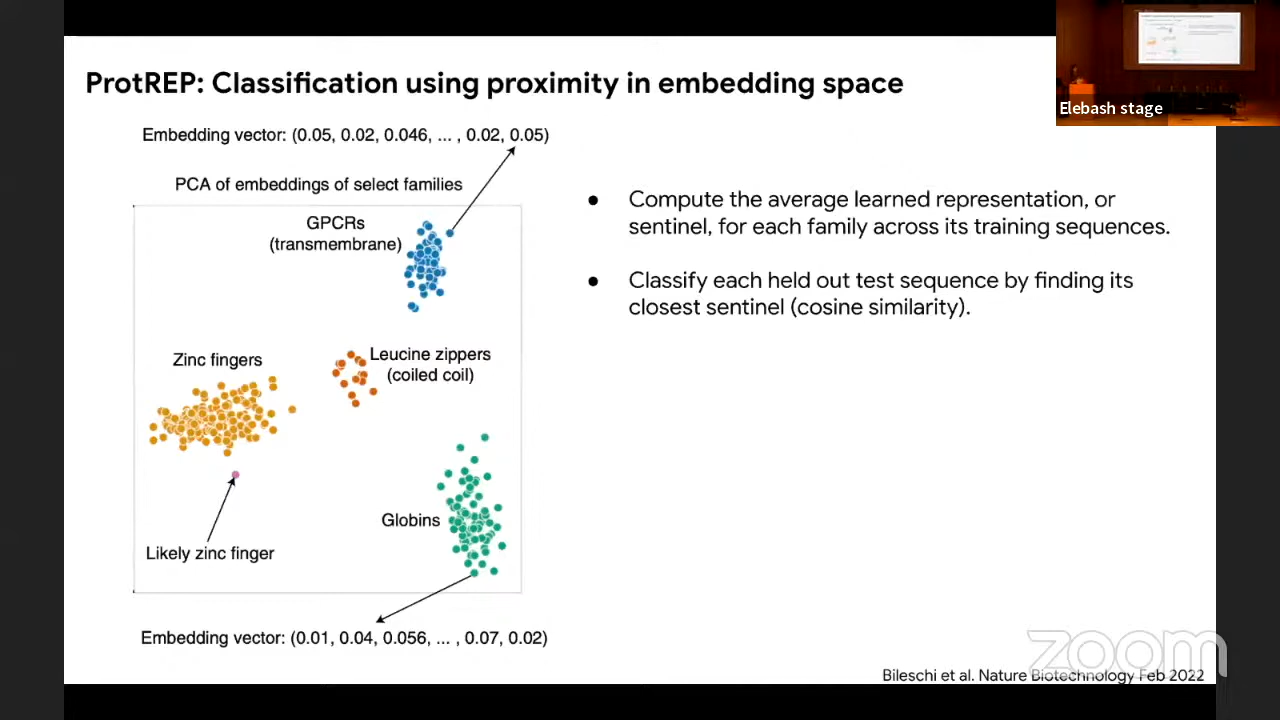 ProtREP: Classification using proximity in embedding space
Elebash stage
Embedding vector: (0.05, 0.02, 0.046, ... , 0.02, 0.05)
PCA of embeddings of select families
GPCRs
(transmembrane)
Zinc fingers
Leucine zippers
(coiled coil)
Globins
Likely zinc finger
Embedding vector: (0.01, 0.04, 0.056, ... , 0.07, 0.02)
● Compute the average learned representation, or
sentinel, for each family across its training sequences.
● Classify each held out test sequence by finding its
closest sentinel (cosine similarity).
zoom
Bileschi et al. Nature Biotechnology Feb 2022